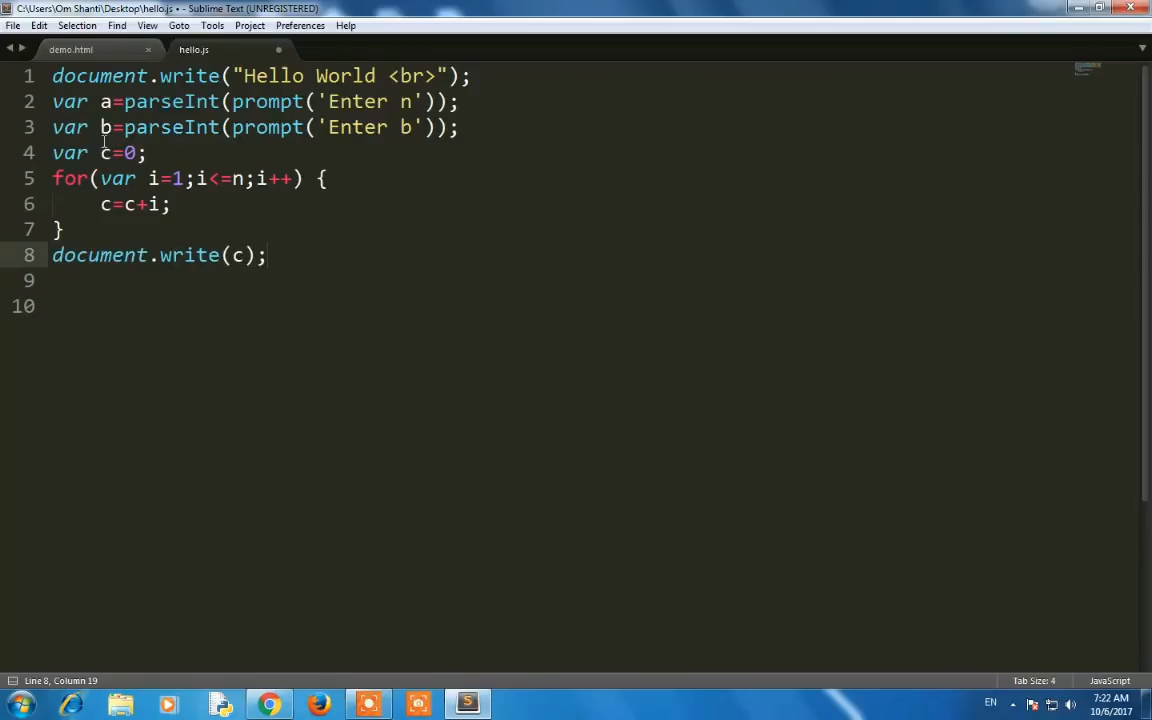 C:\Users\Om Shanti\Desktop\hello.js • - Sublime Text (UNREGISTERED)
File Edit Selection Find View Goto Tools Project Preferences Help
demo.html hello.js
1 document.write("Hello World <br>");
2 var a=parseInt(prompt('Enter n'));
3 var b=parseInt(prompt('Enter b'));
4 var c=0;
5 for(var i=1;i<=n;i++) {
6 c=c+i;
7 }
8 document.write(c);
9
10
Line 8, Column 19 Tab Size: 4 JavaScript
EN 7:22 AM
10/6/2017